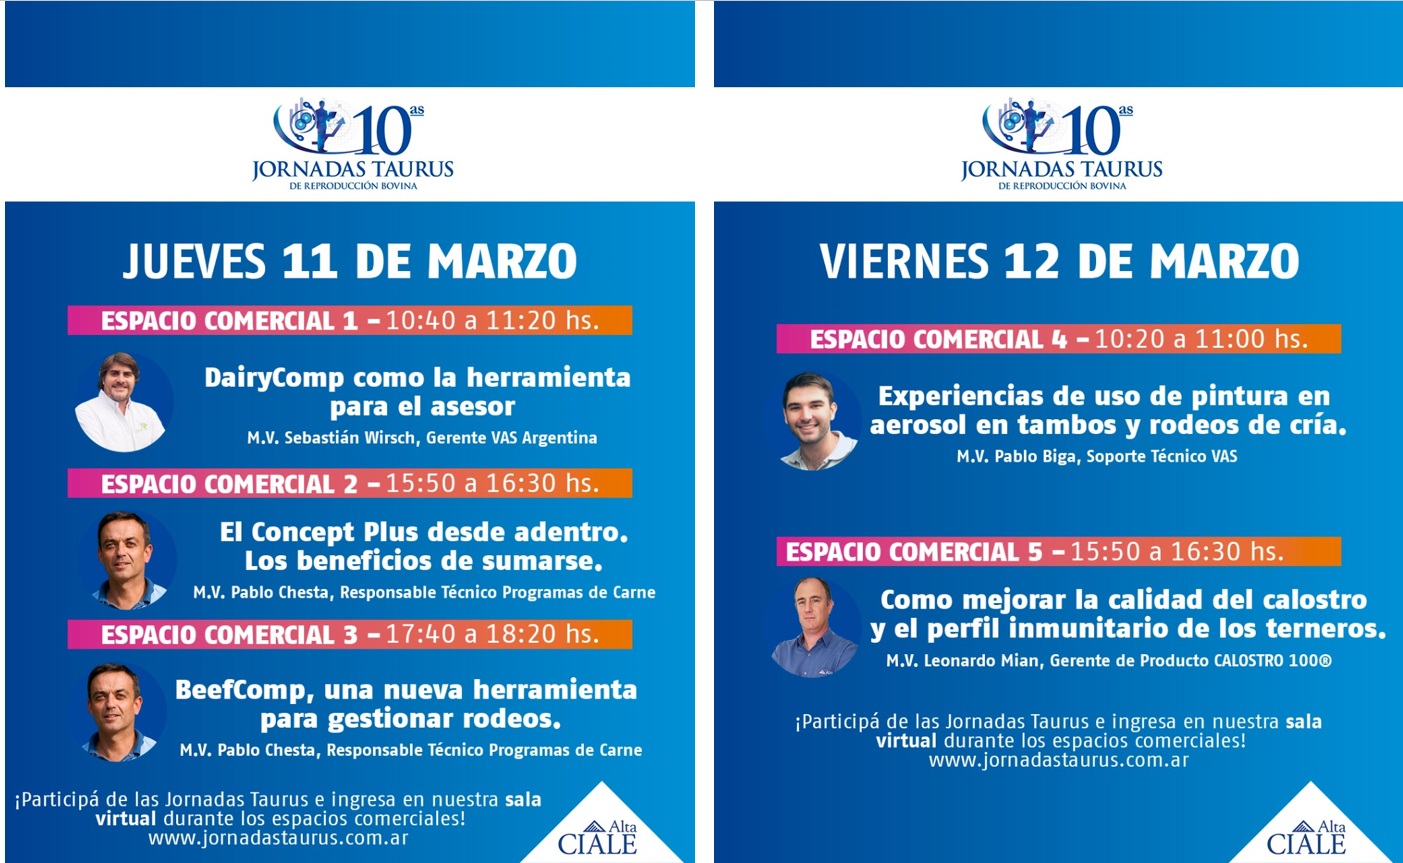 10as
JORNADAS TAURUS
DE REPRODUCCIÓN BOVINA
JUEVES 11 DE MARZO
ESPACIO COMERCIAL 1 – 10:40 a 11:20 hs.
DairyComp como la herramienta
para el asesor
M.V. Sebastián Wirsch, Gerente VAS Argentina
ESPACIO COMERCIAL 2 – 15:50 a 16:30 hs.
El Concept Plus desde adentro.
Los beneficios de sumarse.
M.V. Pablo Chesta, Responsable Técnico Programas de Carne
ESPACIO COMERCIAL 3 – 17:40 a 18:20 hs.
BeefComp, una nueva herramienta
para gestionar rodeos.
M.V. Pablo Chesta, Responsable Técnico Programas de Carne
¡Participá de las Jornadas Taurus e ingresa en nuestra sala
virtual durante los espacios comerciales!
www.jornadastaurus.com.ar
Alta
CIALE
10as
JORNADAS TAURUS
DE REPRODUCCIÓN BOVINA
VIERNES 12 DE MARZO
ESPACIO COMERCIAL 4 – 10:20 a 11:00 hs.
Experiencias de uso de pintura en
aerosol en tambos y rodeos de cría.
M.V. Pablo Biga, Soporte Técnico VAS
ESPACIO COMERCIAL 5 – 15:50 a 16:30 hs.
Como mejorar la calidad del calostro
y el perfil inmunitario de los terneros.
M.V. Leonardo Mian, Gerente de Producto CALOSTRO 100®
¡Participá de las Jornadas Taurus e ingresa en nuestra sala
virtual durante los espacios comerciales!
www.jornadastaurus.com.ar
Alta
CIALE